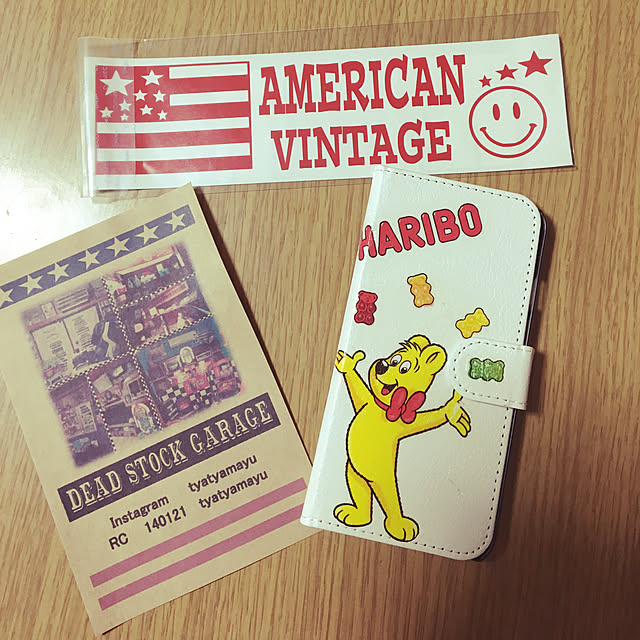 AMERICAN
VINTAGE
HARIBO
DEAD STOCK GARAGE
Instagram tyatyamayu
RC 140121 tyatyamayu